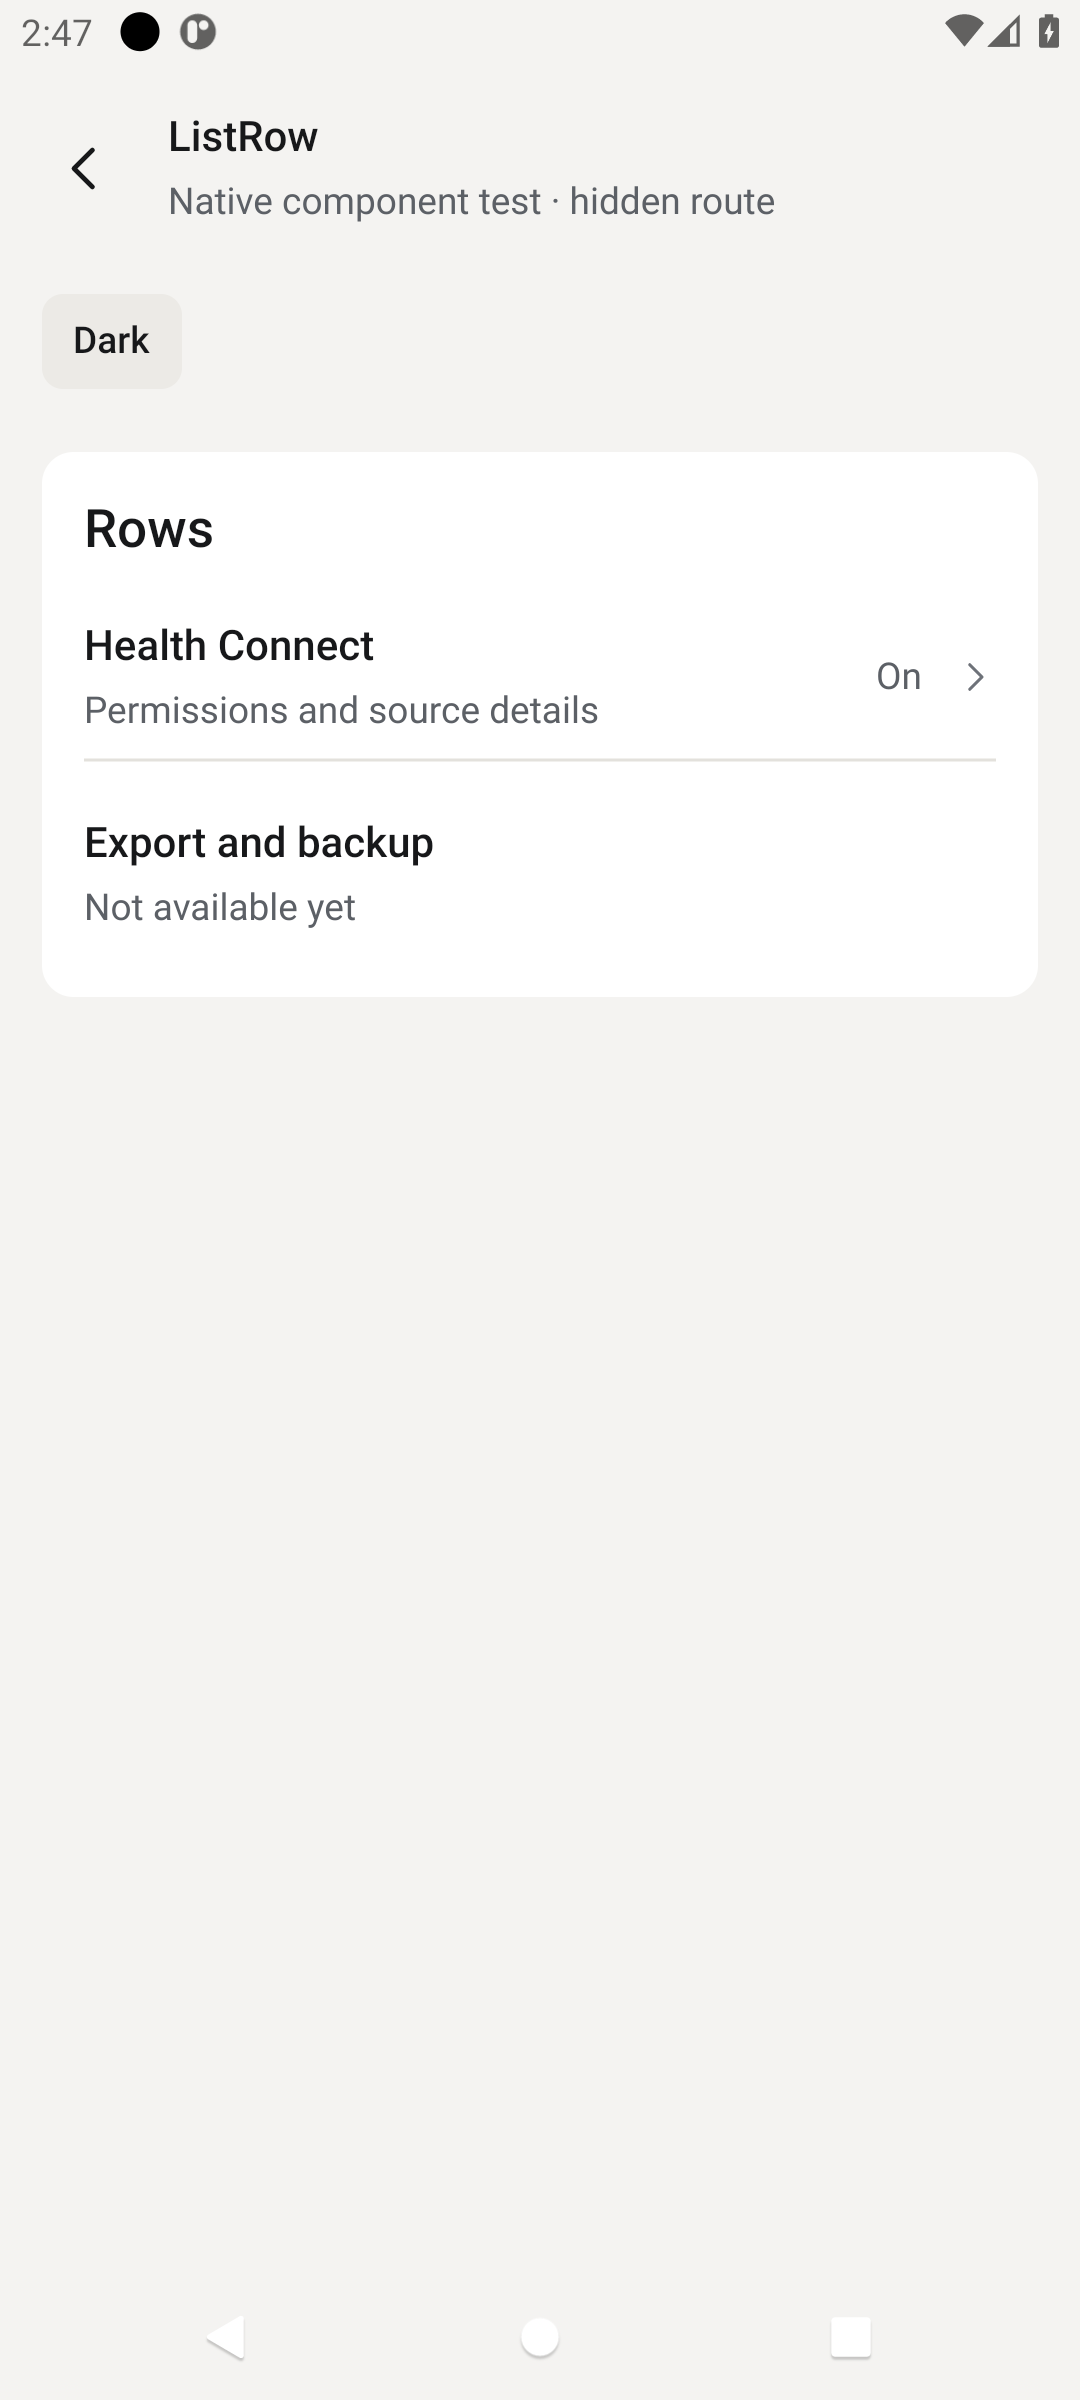 2:47
ListRow
Native component test · hidden route
Dark
Rows
Health Connect
Permissions and source details
On
Export and backup
Not available yet